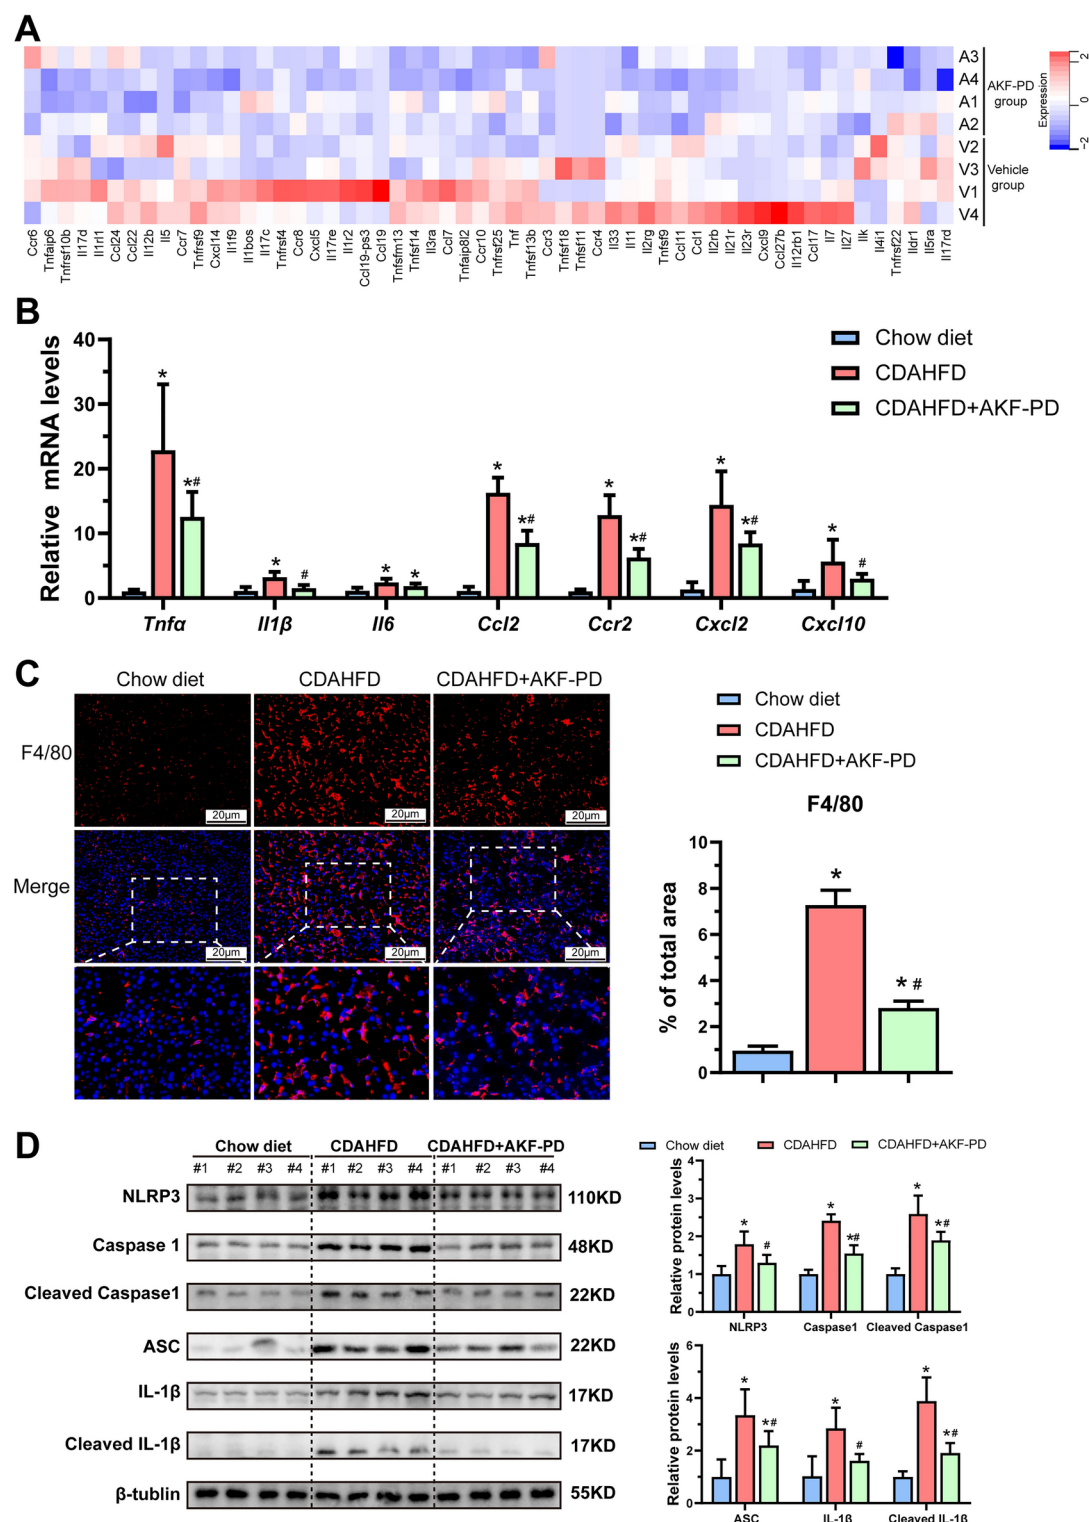 A
A3
A4
A1
A2
V2
V3
V1
V4
AKF-PD
group
Vehicle
group
Expression
2
0
−2
Ccr6
Tnfaip6
Tnfrsf10b
Il17d
Il1rl1
Ccl24
Ccl22
Il12b
Il5
Ccr7
Tnfrsf9
Cxcl14
Il1f9
Il1bos
Il17c
Tnfrsf4
Ccr8
Cxcl5
Il17re
Il1r2
Ccl19-ps3
Ccl19
Tnfsfm13
Tnfsf14
Il3ra
Ccl7
Tnfaip8l2
Ccr10
Tnfrsf25
Tnf
Tnfsf13b
Ccr3
Tnfsf18
Tnfsf11
Ccr4
Il33
Il11
Il2rg
Tnfsf9
Ccl11
Ccl1
Il2rb
Il21r
Il23r
Cxcl9
Ccl27b
Il12rb1
Ccl17
Il7
Il27
Ilk
Il4i1
Tnfrsf22
Ildr1
Il5ra
Il17rd
B
Relative mRNA levels
40
30
20
10
0
Chow diet
CDAHFD
CDAHFD+AKF-PD
*
*#
*
#
*
*
*
*#
*
*#
*
*#
*
#
Tnfα
Il1β
Il6
Ccl2
Ccr2
Cxcl2
Cxcl10
C
Chow diet
CDAHFD
CDAHFD+AKF-PD
F4/80
20μm
20μm
20μm
Merge
20μm
20μm
20μm
Chow diet
CDAHFD
CDAHFD+AKF-PD
F4/80
% of total area
10
8
6
4
2
0
*
* #
D
Chow diet
CDAHFD
CDAHFD+AKF-PD
#1 #2 #3 #4 #1 #2 #3 #4 #1 #2 #3 #4
NLRP3 110KD
Caspase 1 48KD
Cleaved Caspase1 22KD
ASC 22KD
IL-1β 17KD
Cleaved IL-1β 17KD
β-tublin 55KD
Chow diet
CDAHFD
CDAHFD+AKF-PD
Relative protein levels
4
3
2
1
0
*
#
*
*#
*
*#
NLRP3
Caspase1
Cleaved Caspase1
Relative protein levels
6
4
2
0
*
*#
*
#
*
*#
ASC
IL-1β
Cleaved IL-1β